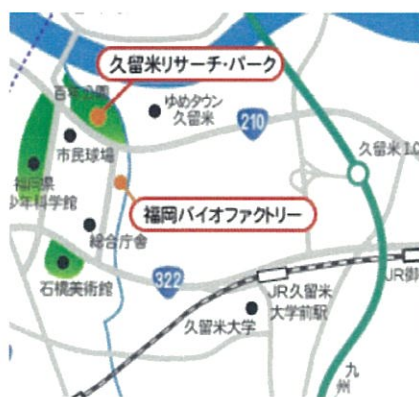 久留米リサーチ・パーク
百年公園
ゆめタウン
久留米
210
市民球場
久留米IC
福岡県
少年科学館
福岡バイオファクトリー
総合庁舎
322
石橋美術館
JR久留米
大学前駅
JR御
久留米大学
九
州